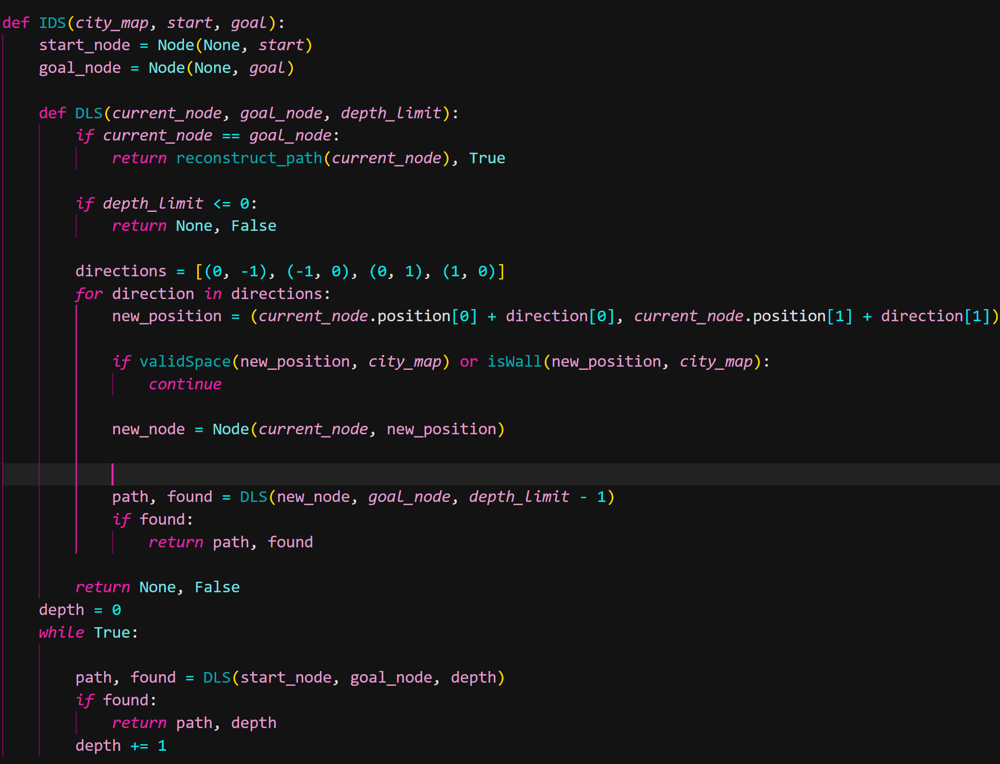 def IDS(city_map, start, goal):
    start_node = Node(None, start)
    goal_node = Node(None, goal)

    def DLS(current_node, goal_node, depth_limit):
        if current_node == goal_node:
            return reconstruct_path(current_node), True

        if depth_limit <= 0:
            return None, False

        directions = [(0, -1), (-1, 0), (0, 1), (1, 0)]
        for direction in directions:
            new_position = (current_node.position[0] + direction[0], current_node.position[1] + direction[1])

            if validSpace(new_position, city_map) or isWall(new_position, city_map):
                continue

            new_node = Node(current_node, new_position)


            path, found = DLS(new_node, goal_node, depth_limit - 1)
            if found:
                return path, found

        return None, False
    depth = 0
    while True:

        path, found = DLS(start_node, goal_node, depth)
        if found:
            return path, depth
        depth += 1